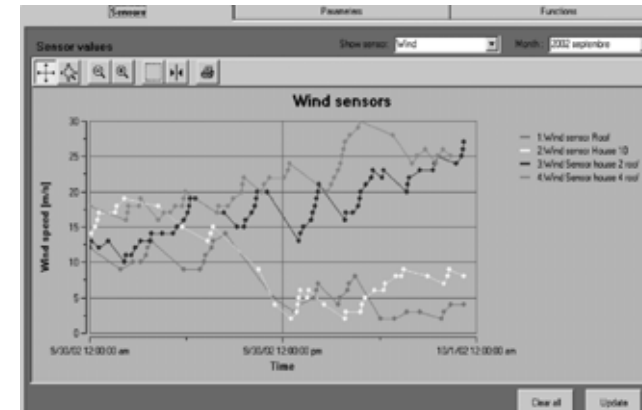 Sensors Parameters Functions
Sensor values Show sensor: Wind Month: 2002 septembre
Wind sensors
30
25
20
15
10
5
0
Wind speed [m/s]
1:Wind sensor Roof
2:Wind sensor House 10
3:Wind Sensor house 2 roof
4:Wind Sensor house 4 roof
9/30/02 12:00:00 am 9/30/02 12:00:00 pm 10/1/02 12:00:00 am
Time
Clear all Update